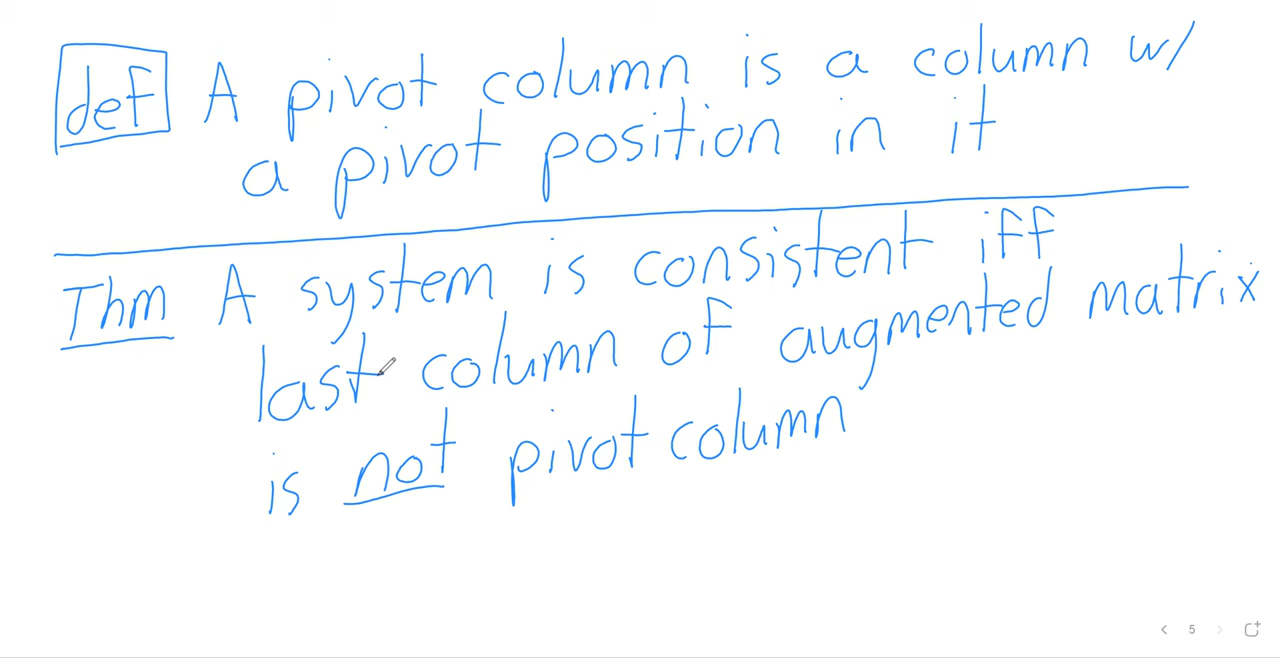 def A pivot column is a column w/
a pivot position in it
Thm A system is consistent iff
last column of augmented matrix
is not pivot column
5